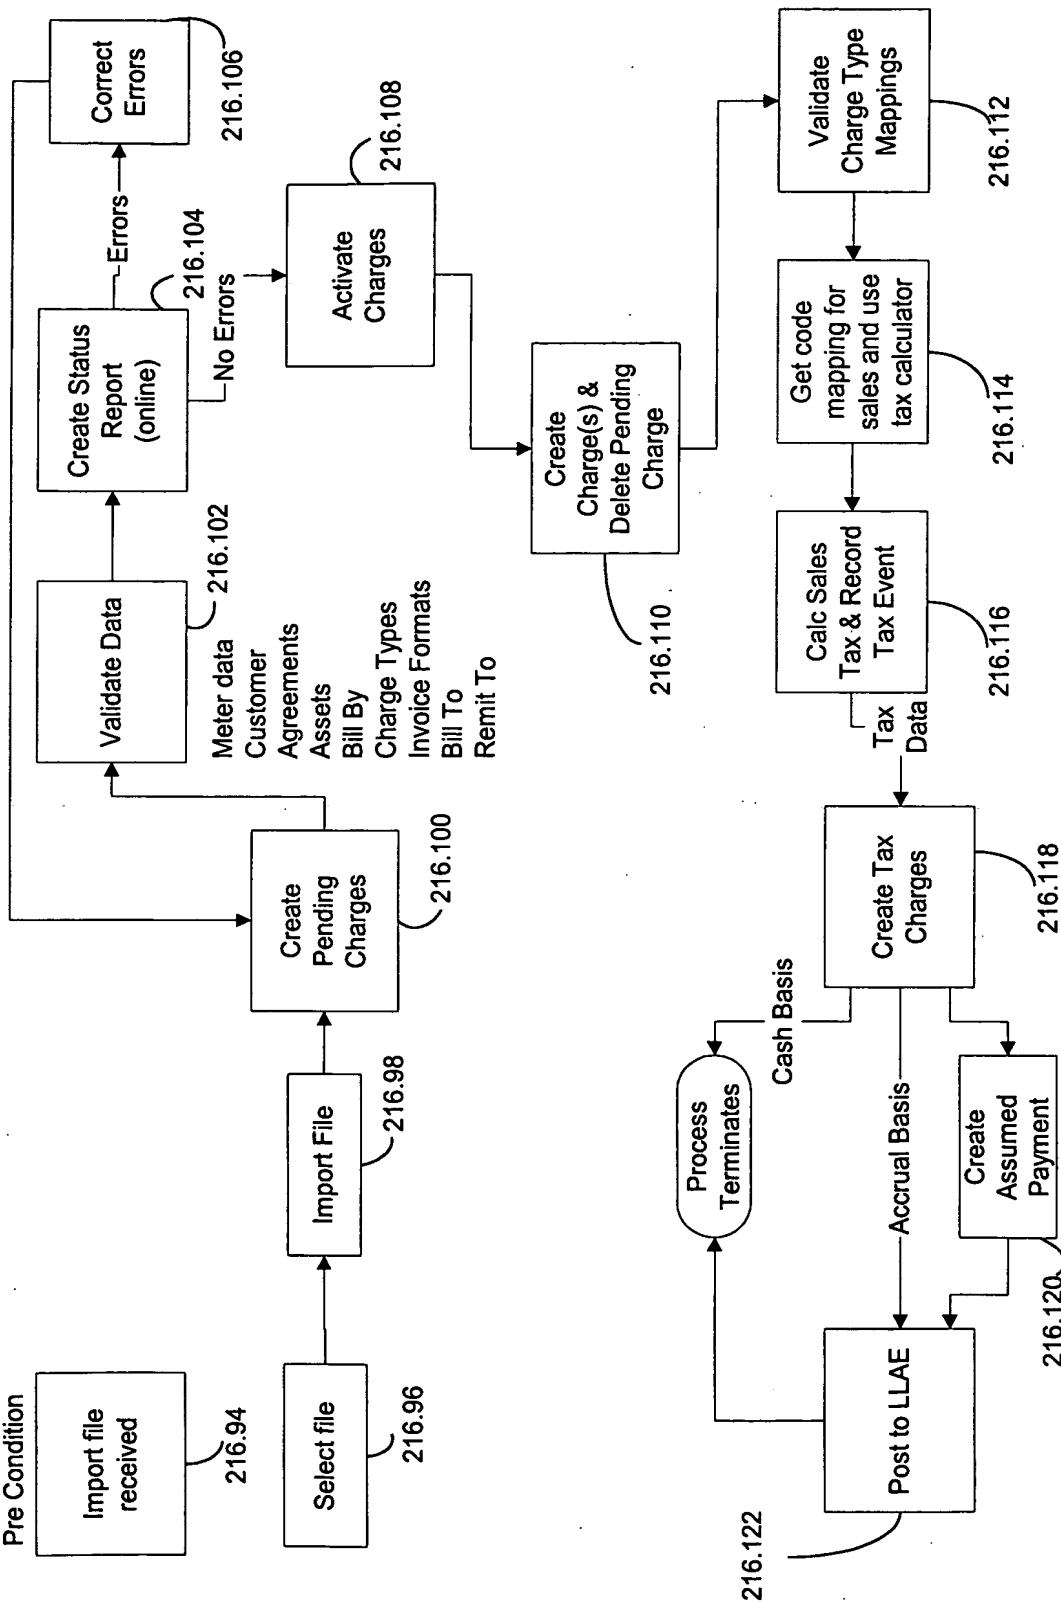 Pre Condition
Import file
received
216.94
Select file
216.96
Import File
216.98
Create
Pending
Charges
216.100
Validate Data
216.102
Meter data
Customer
Agreements
Assets
Bill By
Charge Types
Invoice Formats
Bill To
Remit To
Create Status
Report
(online)
216.104
Errors
No Errors
Correct
Errors
216.106
Activate
Charges
216.108
Create
Charge(s) &
Delete Pending
Charge
216.110
Validate
Charge Type
Mappings
216.112
Get code
mapping for
sales and use
tax calculator
216.114
Calc Sales
Tax & Record
Tax Event
216.116
Tax
Data
Create Tax
Charges
216.118
Cash Basis
Process
Terminates
Accrual Basis
Create
Assumed
Payment
216.120
Post to LLAE
216.122